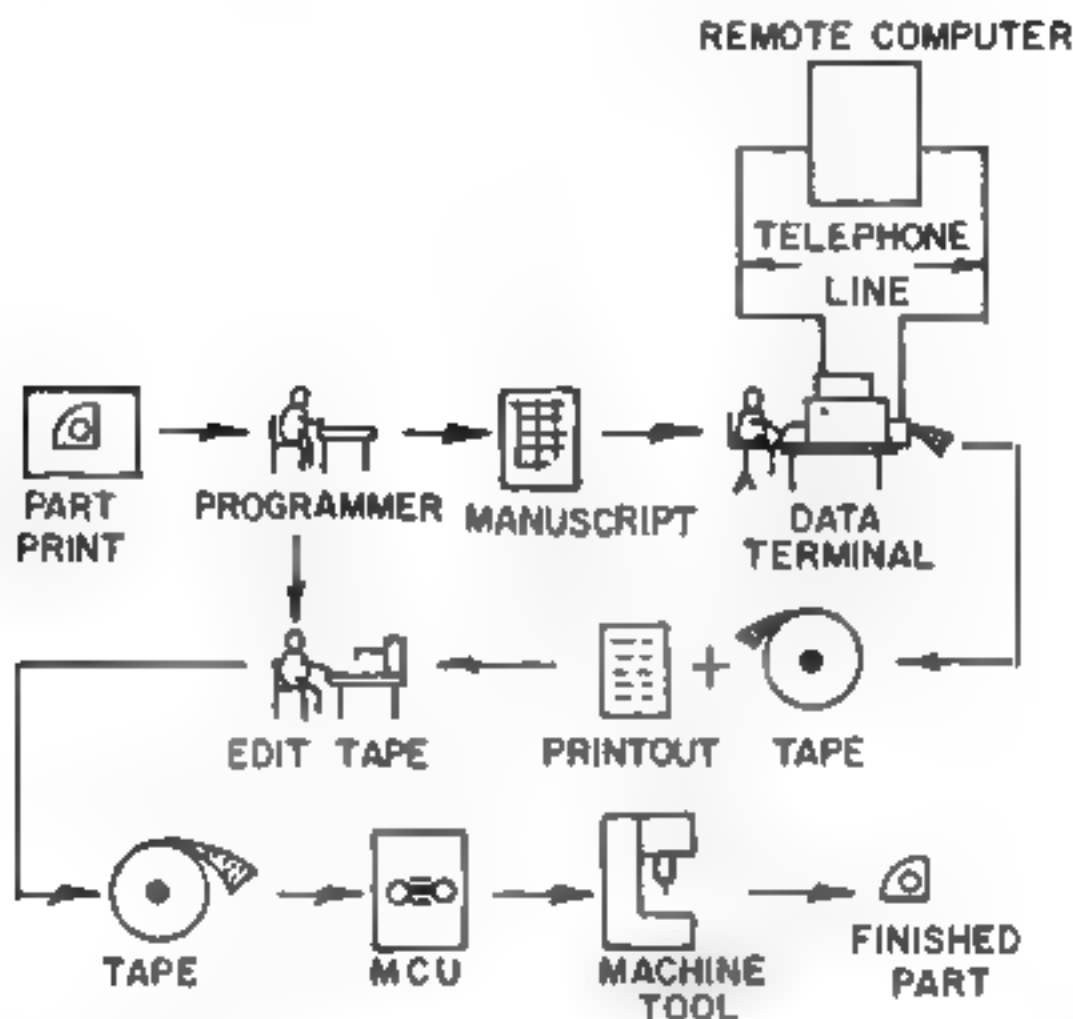 REMOTE COMPUTER
TELEPHONE
LINE
PART
PRINT
PROGRAMMER
MANUSCRIPT
DATA
TERMINAL
EDIT TAPE
PRINTOUT
TAPE
TAPE
MCU
MACHINE
TOOL
FINISHED
PART